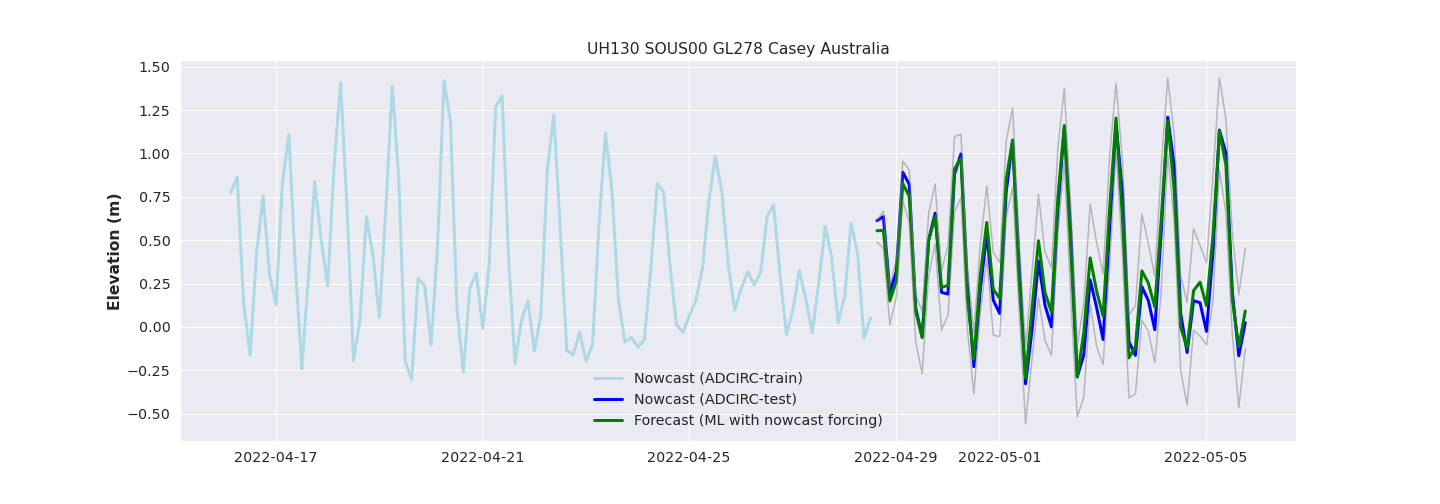 UH130 SOUS00 GL278 Casey Australia
Elevation (m)
1.50
1.25
1.00
0.75
0.50
0.25
0.00
−0.25
−0.50
Nowcast (ADCIRC-train)
Nowcast (ADCIRC-test)
Forecast (ML with nowcast forcing)
2022-04-17 2022-04-21 2022-04-25 2022-04-29 2022-05-01 2022-05-05